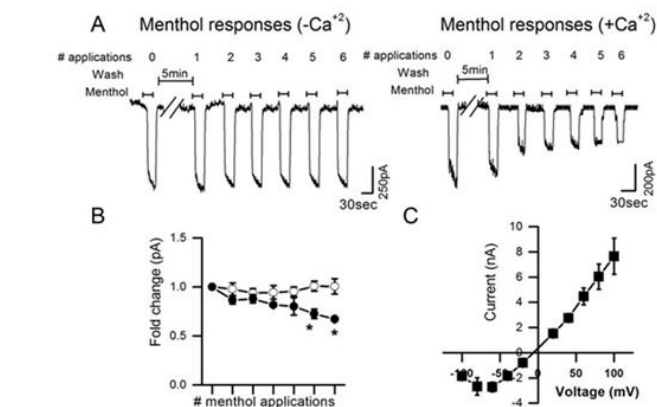 A Menthol responses (-Ca+2) Menthol responses (+Ca+2)
# applications 0 1 2 3 4 5 6 # applications 0 1 2 3 4 5 6
Wash 5min Wash 5min
Menthol Menthol
250pA 200pA
30sec 30sec
B C
Fold change (pA)
1.5
1.0
0.5
0.0
* *
# menthol applications
Current (nA)
10
8
6
4
2
0
-2
-4
-100 -50 0 50 100
Voltage (mV)